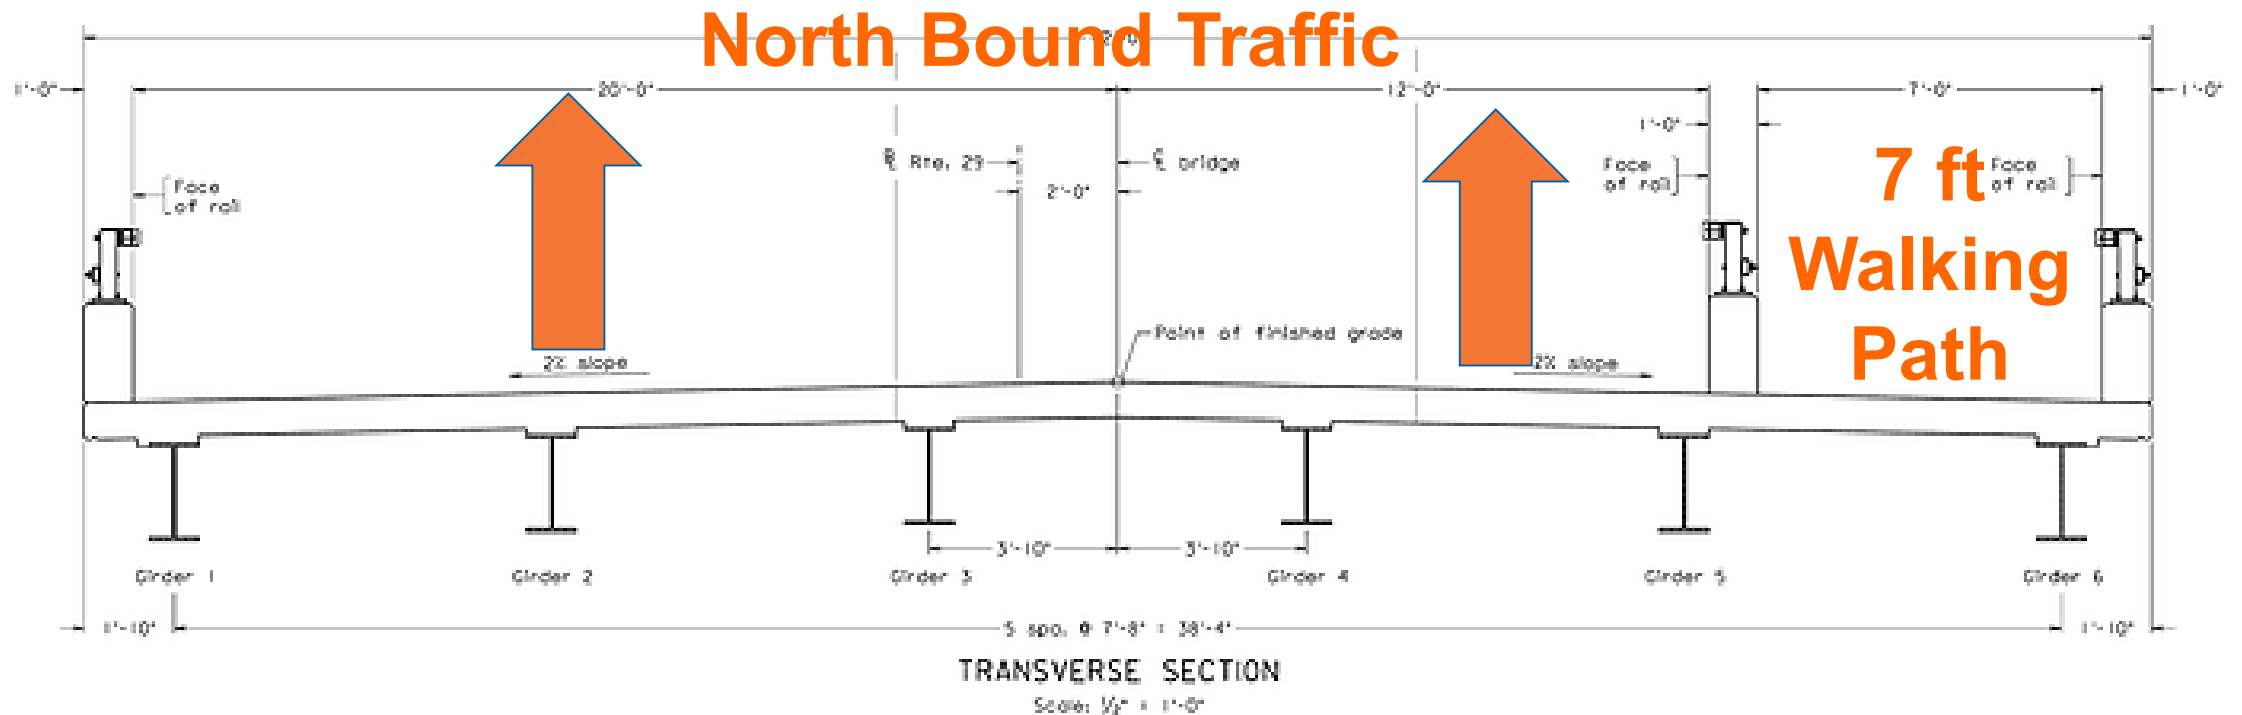 North Bound Traffic
1'-0"
20'-0"
12'-0"
7'-0"
1'-0"
1'-0"
℄ Rte. 29
℄ bridge
2'-0"
Face
of rail
Face
of rail
7 ft
Walking
Path
Face
of rail
Point of finished grade
2% slope
2% slope
3'-10"
3'-10"
Girder 1
Girder 2
Girder 3
Girder 4
Girder 5
Girder 6
1'-10"
5 spa. @ 7'-8" = 38'-4"
1'-10"
TRANSVERSE SECTION
Scale: ½" = 1'-0"